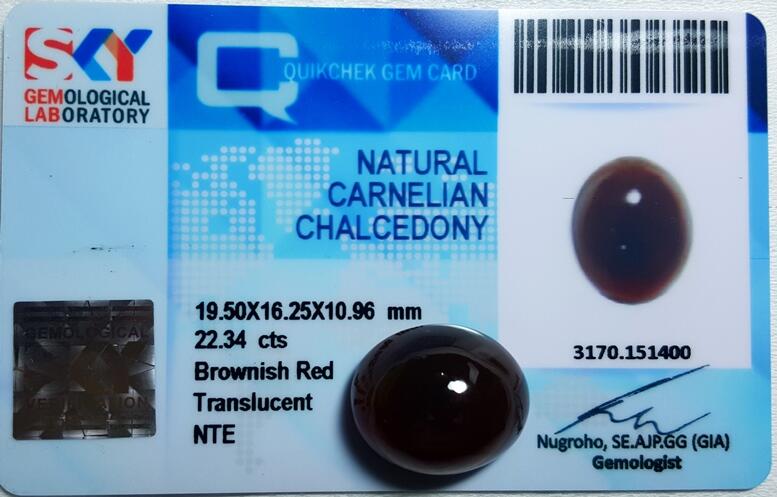 SKY
GEMOLOGICAL
LABORATORY
QUIKCHEK GEM CARD
NATURAL
CARNELIAN
CHALCEDONY
19.50X16.25X10.96 mm
22.34 cts
Brownish Red
Translucent
NTE
GEMOLOGICAL
3170.151400
Nugroho, SE.AJP.GG (GIA)
Gemologist